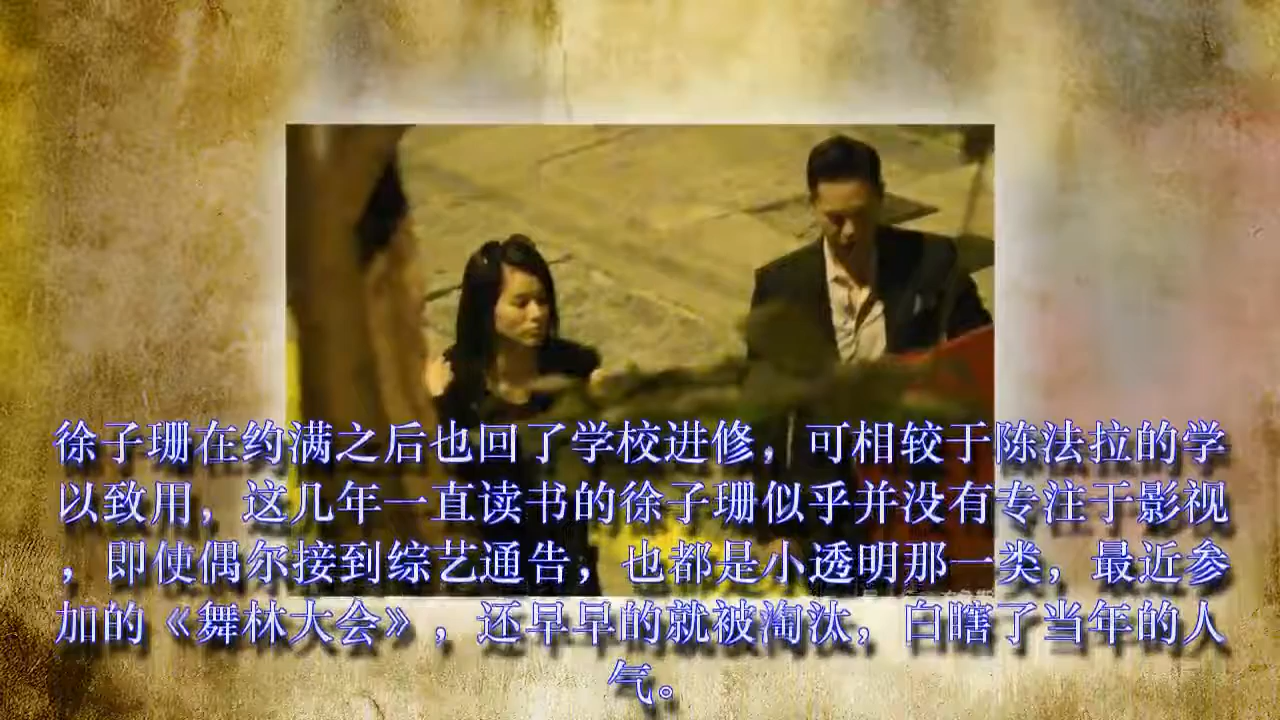 徐子珊在约满之后也回了学校进修，可相较于陈法拉的学
以致用，这几年一直读书的徐子珊似乎并没有专注于影视
，即使偶尔接到综艺通告，也都是小透明那一类，最近参
加的《舞林大会》，还早早的就被淘汰，白瞎了当年的人
气。